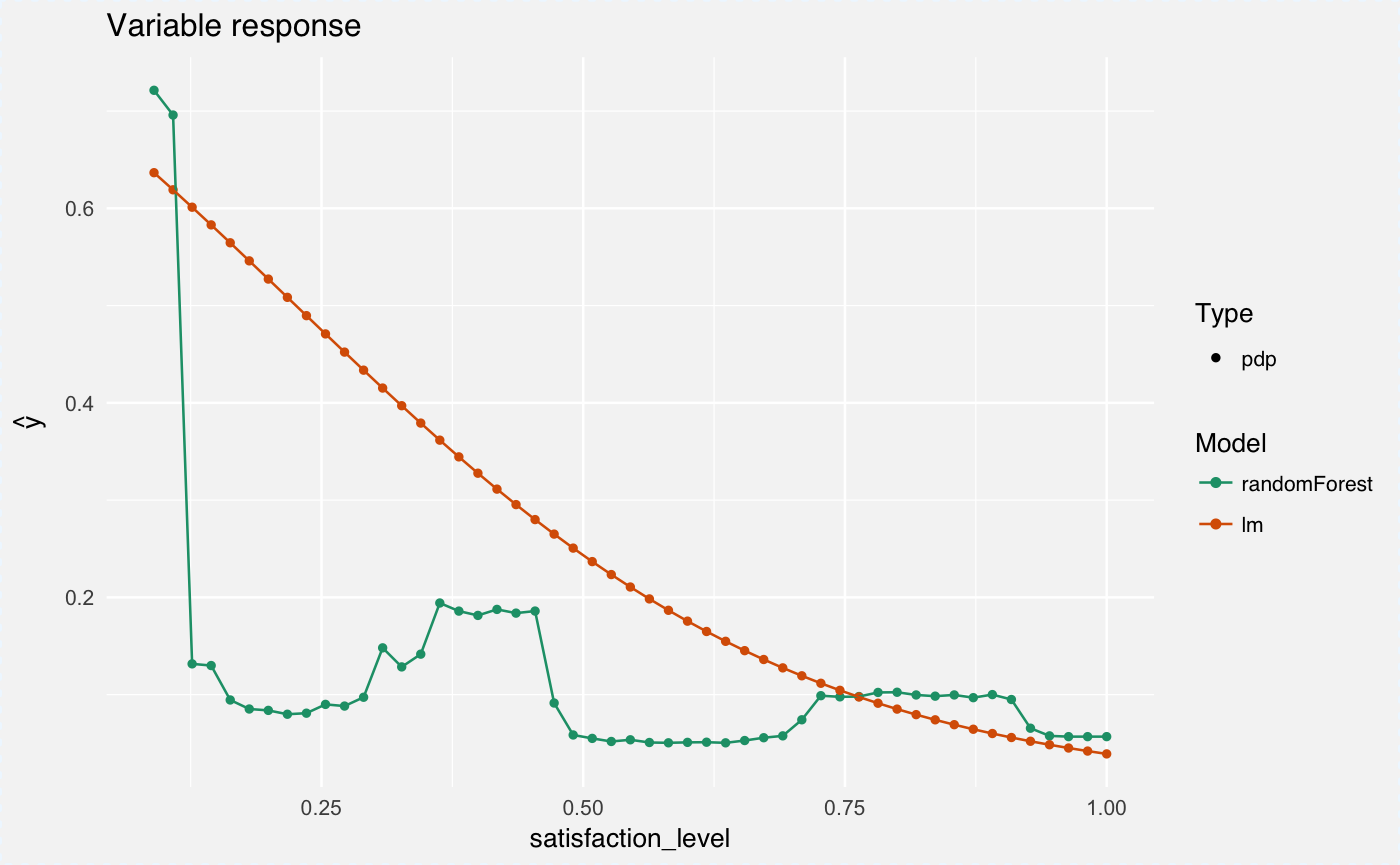 Variable response
ŷ
0.6
0.4
0.2
0.25 0.50 0.75 1.00
satisfaction_level
Type
pdp
Model
randomForest
lm